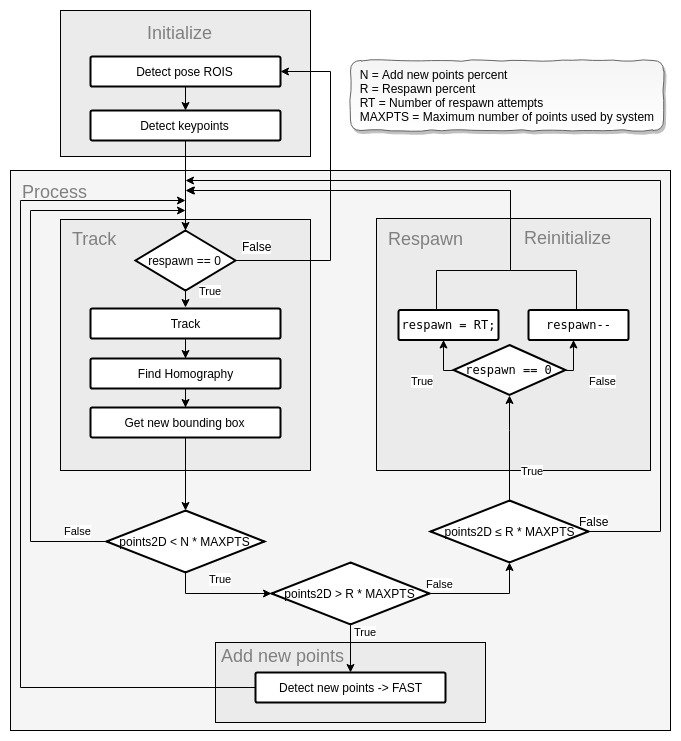 Initialize
Detect pose ROIS
Detect keypoints
N = Add new points percent
R = Respawn percent
RT = Number of respawn attempts
MAXPTS = Maximum number of points used by system
Process
Track
respawn == 0
False
True
Track
Find Homography
Get new bounding box
Respawn
Reinitialize
respawn = RT;
respawn--
respawn == 0
True
False
True
points2D < N * MAXPTS
False
True
points2D > R * MAXPTS
False
True
points2D ≤ R * MAXPTS
False
Add new points
Detect new points -> FAST